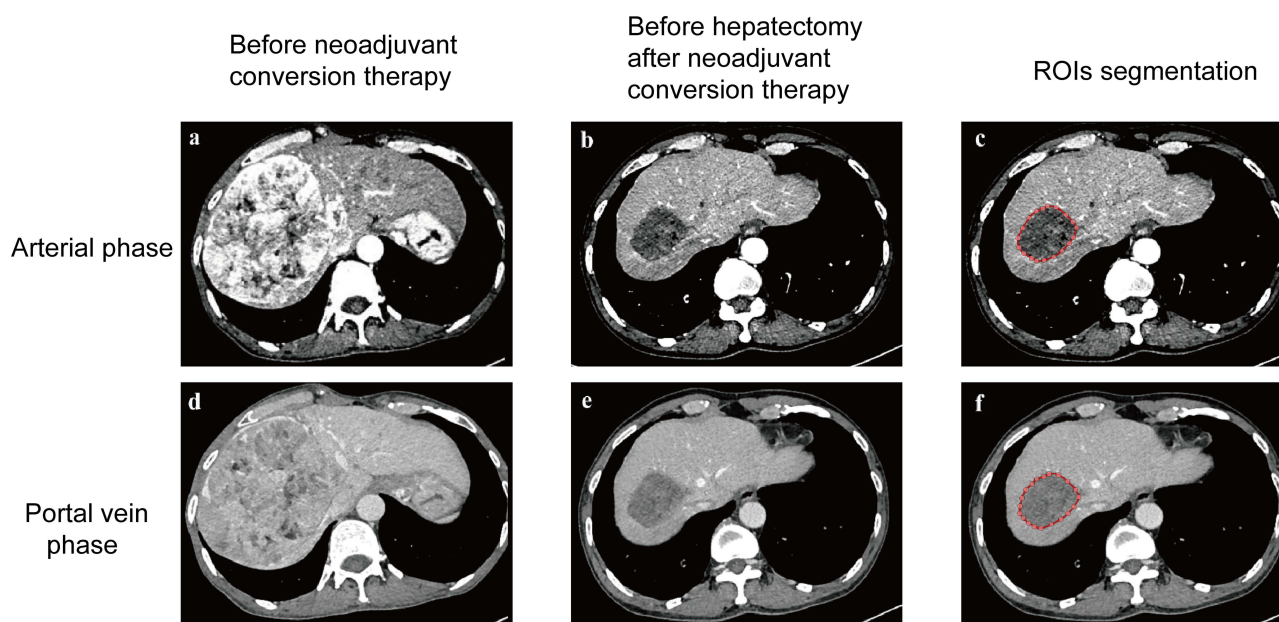 Before neoadjuvant
conversion therapy
Before hepatectomy
after neoadjuvant
conversion therapy
ROIs segmentation
Arterial phase
a
b
c
Portal vein
phase
d
e
f